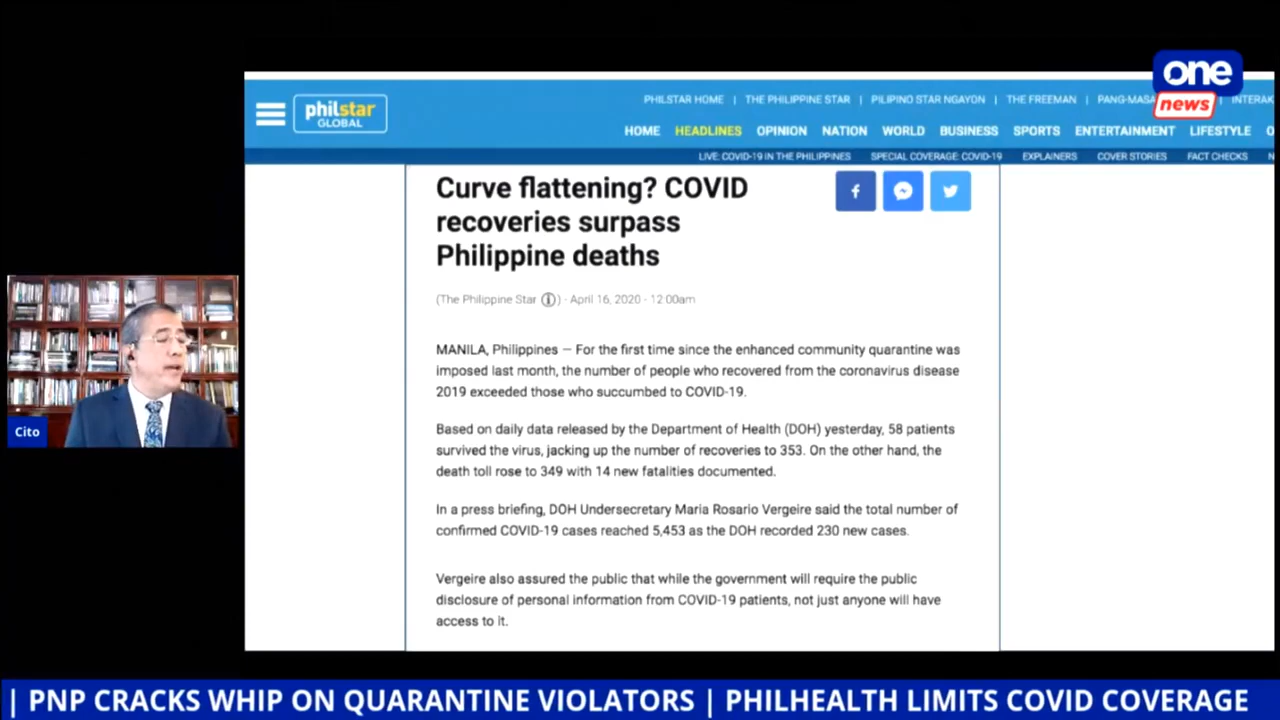 one
news
philstar
GLOBAL
PHILSTAR HOME | THE PHILIPPINE STAR | PILIPINO STAR NGAYON | THE FREEMAN | PANG-MASA | INTERAK
HOME HEADLINES OPINION NATION WORLD BUSINESS SPORTS ENTERTAINMENT LIFESTYLE O
LIVE: COVID-19 IN THE PHILIPPINES SPECIAL COVERAGE: COVID-19 EXPLAINERS COVER STORIES FACT CHECKS N
Curve flattening? COVID
recoveries surpass
Philippine deaths
(The Philippine Star ) - April 16, 2020 - 12:00am
MANILA, Philippines — For the first time since the enhanced community quarantine was
imposed last month, the number of people who recovered from the coronavirus disease
2019 exceeded those who succumbed to COVID-19.
Based on daily data released by the Department of Health (DOH) yesterday, 58 patients
survived the virus, jacking up the number of recoveries to 353. On the other hand, the
death toll rose to 349 with 14 new fatalities documented.
In a press briefing, DOH Undersecretary Maria Rosario Vergeire said the total number of
confirmed COVID-19 cases reached 5,453 as the DOH recorded 230 new cases.
Vergeire also assured the public that while the government will require the public
disclosure of personal information from COVID-19 patients, not just anyone will have
access to it.
Cito
| PNP CRACKS WHIP ON QUARANTINE VIOLATORS | PHILHEALTH LIMITS COVID COVERAGE